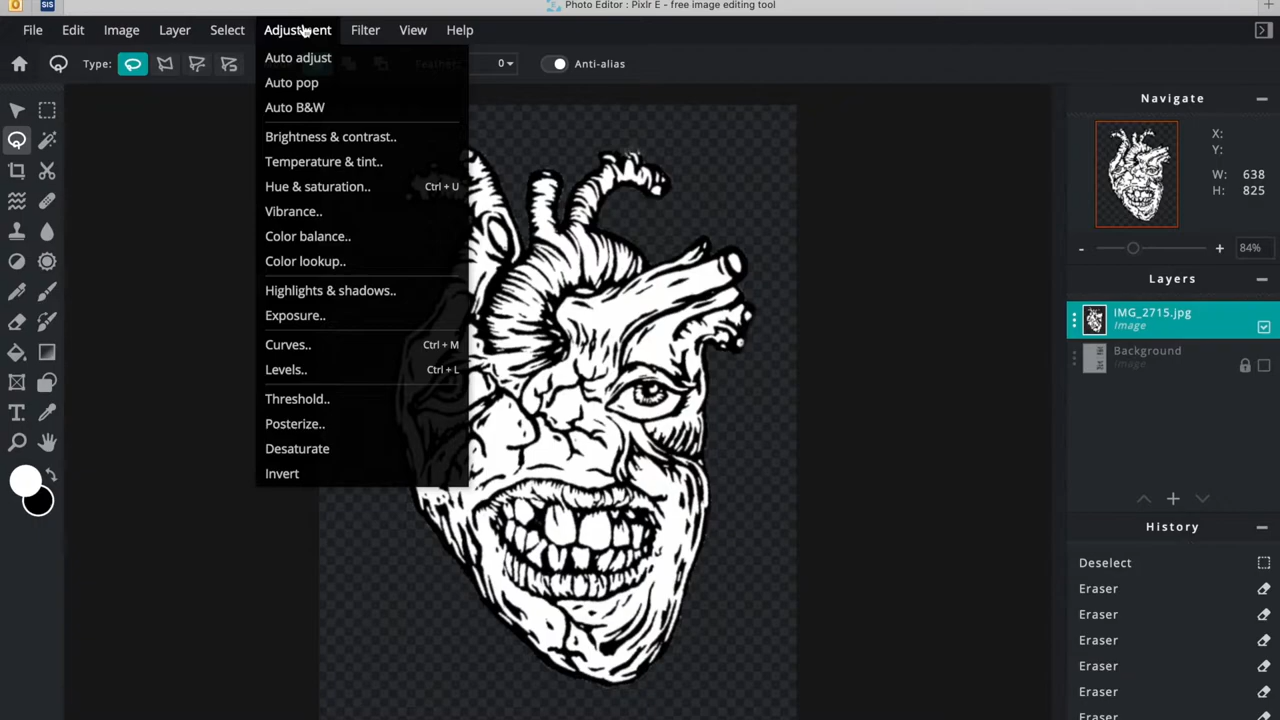 SIS
Photo Editor : Pixlr E - free image editing tool
File Edit Image Layer Select Adjustment Filter View Help
Type: Feather: 0 Anti-alias
Auto adjust
Auto pop
Auto B&W
Brightness & contrast..
Temperature & tint..
Hue & saturation.. Ctrl + U
Vibrance..
Color balance..
Color lookup..
Highlights & shadows..
Exposure..
Curves.. Ctrl + M
Levels.. Ctrl + L
Threshold..
Posterize..
Desaturate
Invert
Navigate
X:
Y:
W: 638
H: 825
- + 84%
Layers
IMG_2715.jpg
Image
Background
Image
History
Deselect
Eraser
Eraser
Eraser
Eraser
Eraser
Eraser